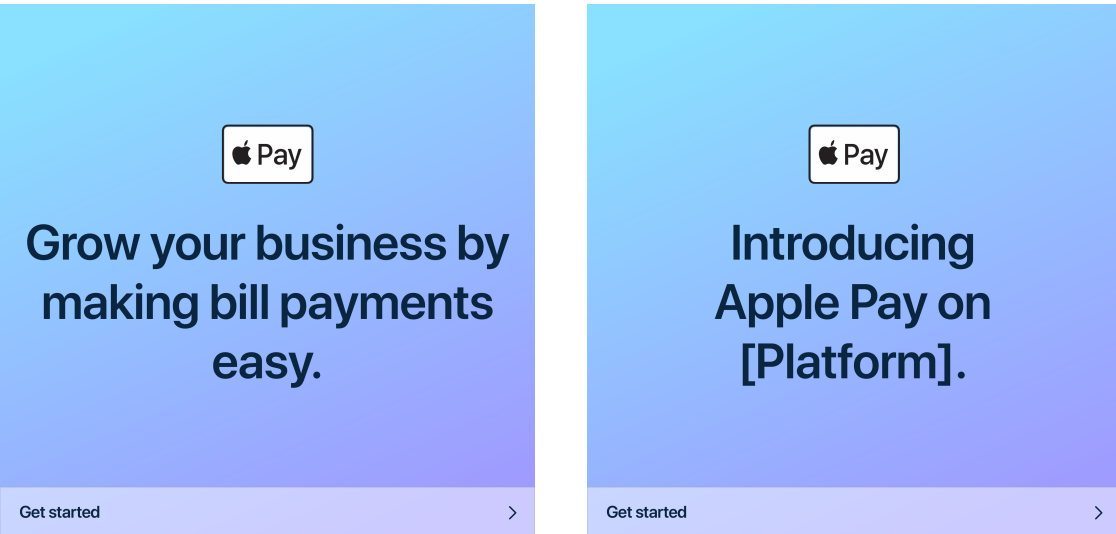 Pay
Grow your business by
making bill payments
easy.
Get started
Pay
Introducing
Apple Pay on
[Platform].
Get started